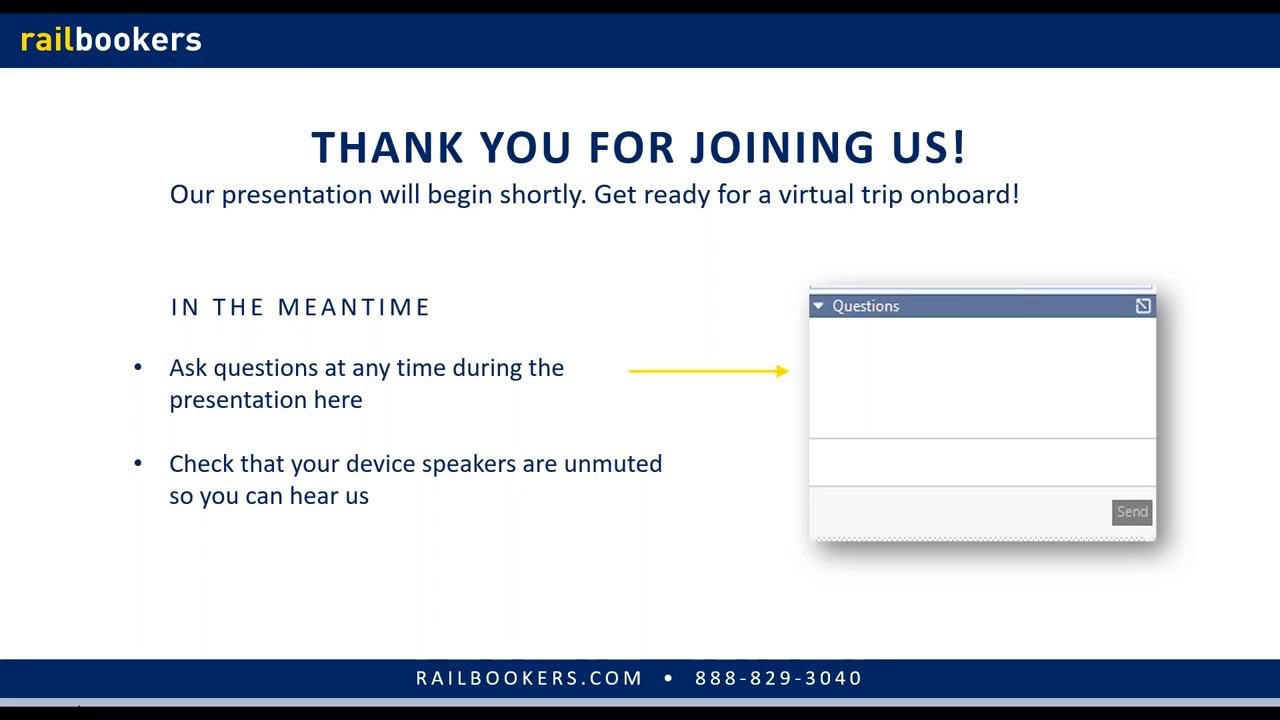 railbookers
THANK YOU FOR JOINING US!
Our presentation will begin shortly. Get ready for a virtual trip onboard!
IN THE MEANTIME
• Ask questions at any time during the
presentation here
• Check that your device speakers are unmuted
so you can hear us
Questions
Send
RAILBOOKERS.COM • 888-829-3040